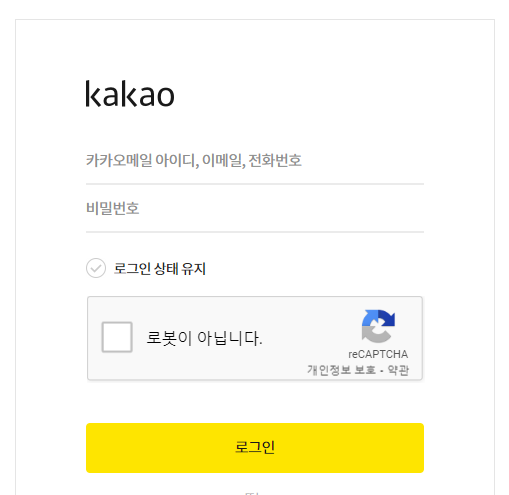 kakao
카카오메일 아이디, 이메일, 전화번호
비밀번호
로그인 상태 유지
로봇이 아닙니다.
reCAPTCHA
개인정보 보호 - 약관
로그인